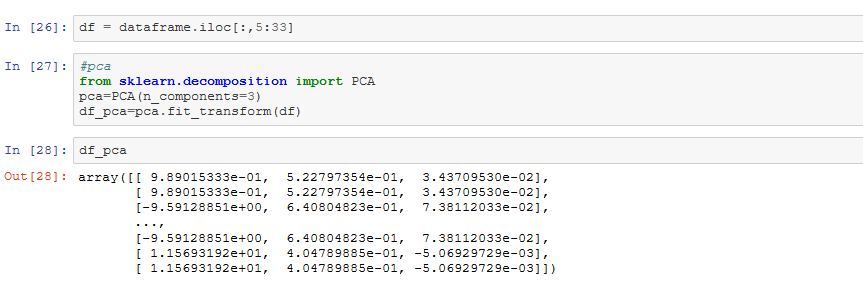 In [26]: df = dataframe.iloc[:,5:33]
In [27]: #pca
from sklearn.decomposition import PCA
pca=PCA(n_components=3)
df_pca=pca.fit_transform(df)
In [28]: df_pca
Out[28]: array([[ 9.89015333e-01,  5.22797354e-01,  3.43709530e-02],
[ 9.89015333e-01,  5.22797354e-01,  3.43709530e-02],
[-9.59128851e+00,  6.40804823e-01,  7.38112033e-02],
...,
[-9.59128851e+00,  6.40804823e-01,  7.38112033e-02],
[ 1.15693192e+01,  4.04789885e-01, -5.06929729e-03],
[ 1.15693192e+01,  4.04789885e-01, -5.06929729e-03]])